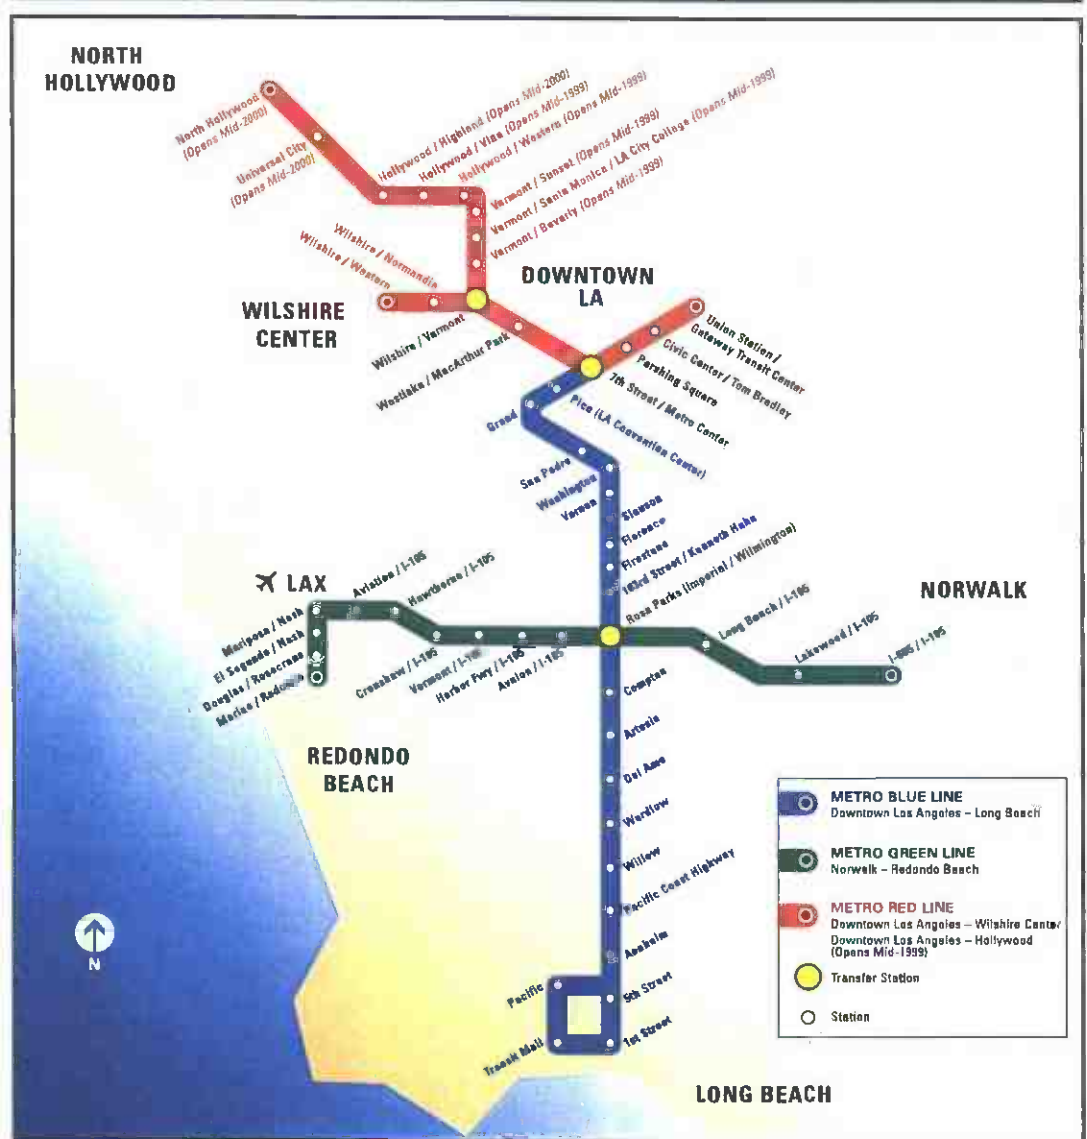 NORTH
HOLLYWOOD
North Hollywood
(Opens Mid-2000)
Universal City
(Opens Mid-2000)
Hollywood / Highland (Opens Mid-2000)
Hollywood / Vine (Opens Mid-1999)
Hollywood / Western (Opens Mid-1999)
Vermont / Sunset (Opens Mid-1999)
Vermont / Santa Monica / LA City College (Opens Mid-1999)
Vermont / Beverly (Opens Mid-1999)
Wilshire / Normandie
Wilshire / Western
WILSHIRE
CENTER
DOWNTOWN
LA
Wilshire / Vermont
Westlake / MacArthur Park
Union Station /
Gateway Transit Center
Civic Center / Tom Bradley
Pershing Square
7th Street / Metro Center
Pico (LA Convention Center)
Grand
San Pedro
Washington
Vernon
Slauson
Florence
Firestone
103rd Street / Kenneth Hahn
Rosa Parks (Imperial / Wilmington)
LAX
Aviation / I-105
Hawthorne / I-105
Mariposa / Nash
El Segundo / Nash
Douglas / Rosecrans
Marine / Redondo
Crenshaw / I-105
Vermont / I-105
Harbor Fwy / I-105
Avalon / I-105
Long Beach / I-105
Lakewood / I-105
I-605 / I-105
NORWALK
REDONDO
BEACH
Compton
Artesia
Del Amo
Wardlow
Willow
Pacific Coast Highway
Anaheim
Pacific
5th Street
Transit Mall
1st Street
LONG BEACH
N
METRO BLUE LINE
Downtown Los Angeles – Long Beach
METRO GREEN LINE
Norwalk – Redondo Beach
METRO RED LINE
Downtown Los Angeles – Wilshire Center
Downtown Los Angeles – Hollywood
(Opens Mid-1999)
Transfer Station
Station